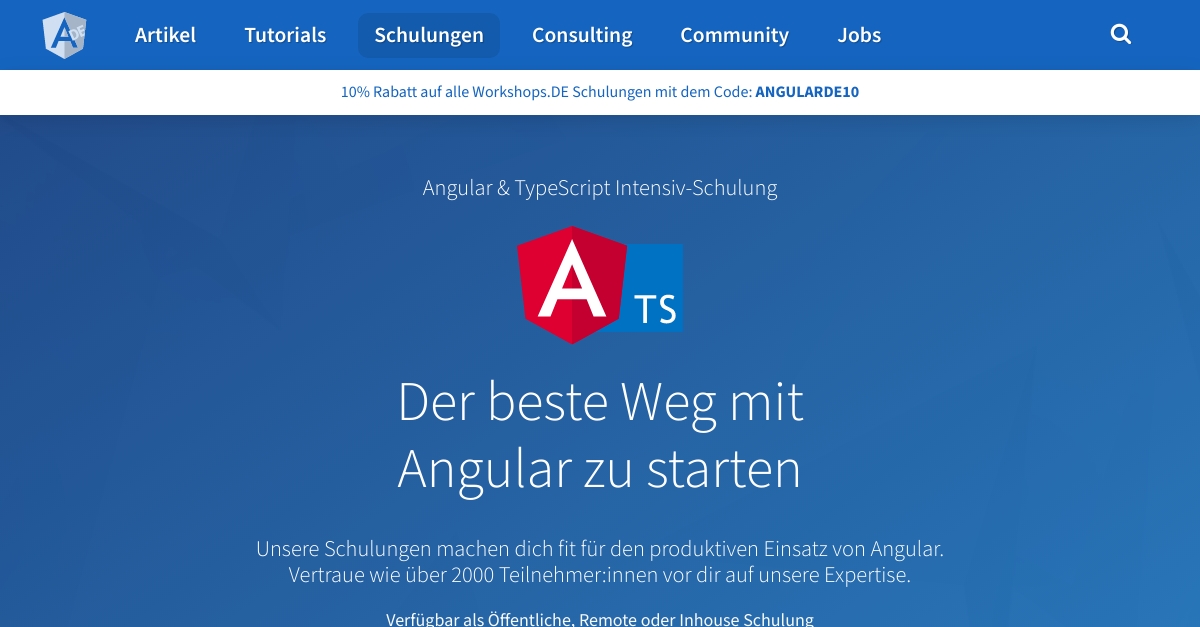 A DE
Artikel Tutorials Schulungen Consulting Community Jobs
10% Rabatt auf alle Workshops.DE Schulungen mit dem Code: ANGULARDE10
Angular & TypeScript Intensiv-Schulung
A TS
Der beste Weg mit
Angular zu starten
Unsere Schulungen machen dich fit für den produktiven Einsatz von Angular.
Vertraue wie über 2000 Teilnehmer:innen vor dir auf unsere Expertise.
Verfügbar als Öffentliche, Remote oder Inhouse Schulung